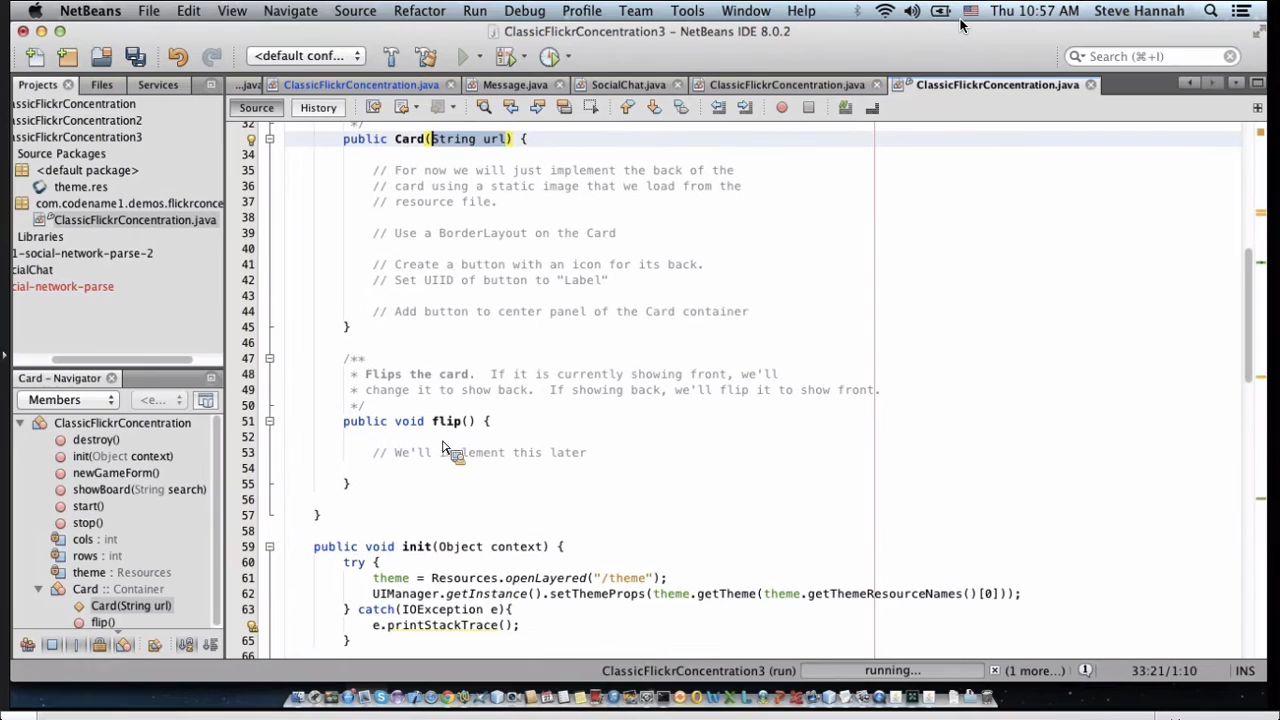 NetBeans File Edit View Navigate Source Refactor Run Debug Profile Team Tools Window Help Thu 10:57 AM Steve Hannah
ClassicFlickrConcentration3 – NetBeans IDE 8.0.2
<default conf... Search (⌘+I)
Projects Files Services ...java ClassicFlickrConcentration.java Message.java SocialChat.java ClassicFlickrConcentration.java ClassicFlickrConcentration.java
Source History
assicFlickrConcentration
assicFlickrConcentration2
assicFlickrConcentration3
Source Packages
<default package>
theme.res
com.codename1.demos.flickrconce
ClassicFlickrConcentration.java
Libraries
1-social-network-parse-2
cialChat
cial-network-parse
Card – Navigator
Members <e...
ClassicFlickrConcentration
destroy()
init(Object context)
newGameForm()
showBoard(String search)
start()
stop()
cols : int
rows : int
theme : Resources
Card :: Container
Card(String url)
flip()
32 */
public Card(String url) {
34
35 // For now we will just implement the back of the
36 // card using a static image that we load from the
37 // resource file.
38
39 // Use a BorderLayout on the Card
40
41 // Create a button with an icon for its back.
42 // Set UIID of button to "Label"
43
44 // Add button to center panel of the Card container
45 }
46
47 /**
48 * Flips the card. If it is currently showing front, we'll
49 * change it to show back. If showing back, we'll flip it to show front.
50 */
51 public void flip() {
52
53 // We'll implement this later
54
55 }
56
57 }
58
59 public void init(Object context) {
60 try {
61 theme = Resources.openLayered("/theme");
62 UIManager.getInstance().setThemeProps(theme.getTheme(theme.getThemeResourceNames()[0]));
63 } catch(IOException e){
e.printStackTrace();
65 }
66
ClassicFlickrConcentration3 (run) running... (1 more...) 33:21/1:10 INS